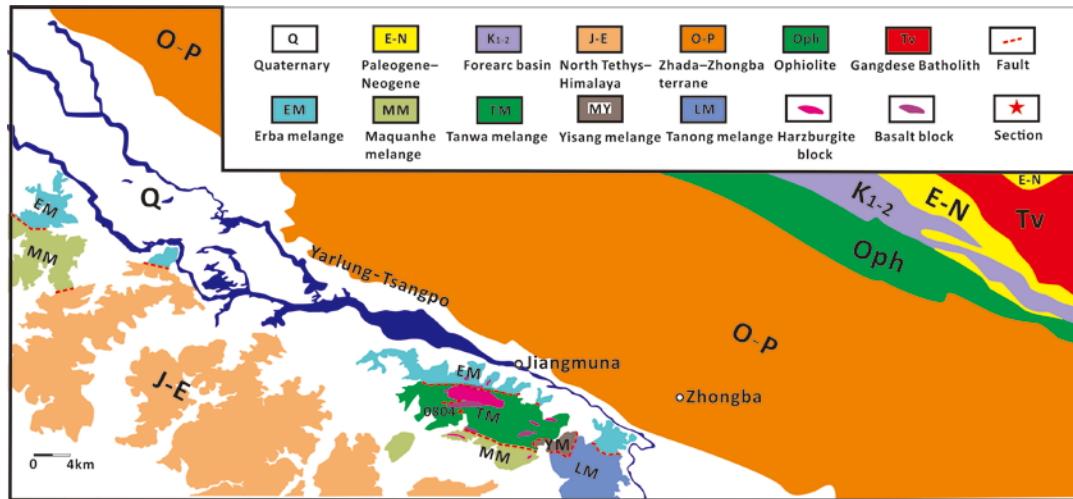 O-P
Q
E-N
K1-2
J-E
O-P
Oph
Tv
Quaternary
Paleogene–
Neogene
Forearc basin
North Tethys–
Himalaya
Zhada–Zhongba
terrane
Ophiolite
Gangdese Batholith
Fault
EM
MM
TM
MY
LM
Erba melange
Maquanhe
melange
Tanwa melange
Yisang melange
Tanong melange
Harzburgite
block
Basalt block
Section
E-N
K1-2
E-N
Tv
Oph
EM
Q
MM
Yarlung-Tsangpo
O-P
J-E
EM
Jiangmuna
Zhongba
0804
TM
MM
YM
LM
0 4km